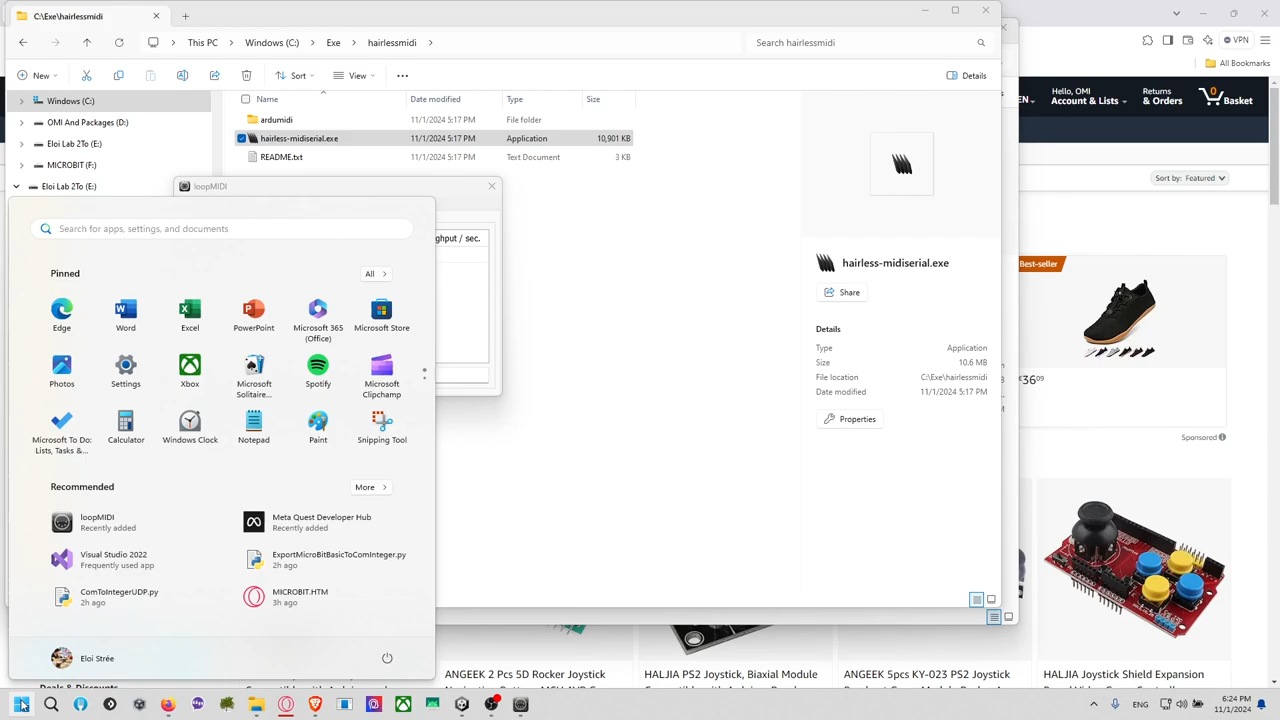 C:\Exe\hairlessmidi
This PC
Windows (C:)
Exe
hairlessmidi
Search hairlessmidi
VPN
New
Sort
View
Details
All Bookmarks
Windows (C:)
OMI And Packages (D:)
Eloi Lab 2To (E:)
MICROBIT (F:)
Eloi Lab 2To (E:)
Name
Date modified
Type
Size
ardumidi
11/1/2024 5:17 PM
File folder
hairless-midiserial.exe
11/1/2024 5:17 PM
Application
10,901 KB
README.txt
11/1/2024 5:17 PM
Text Document
3 KB
EN
Hello, OMI
Account & Lists
Returns
& Orders
0
Basket
Sort by: Featured
loopMIDI
/ sec.
Search for apps, settings, and documents
Pinned
All
Edge
Word
Excel
PowerPoint
Microsoft 365
(Office)
Microsoft Store
Photos
Settings
Xbox
Microsoft
Solitaire...
Spotify
Microsoft
Clipchamp
Microsoft To Do:
Lists, Tasks &...
Calculator
Windows Clock
Notepad
Paint
Snipping Tool
Recommended
More
loopMIDI
Recently added
Meta Quest Developer Hub
Recently added
Visual Studio 2022
Frequently used app
ExportMicroBitBasicToComInteger.py
2h ago
ComToIntegerUDP.py
2h ago
MICROBIT.HTM
3h ago
Eloi Strée
hairless-midiserial.exe
Share
Details
Type
Application
Size
10.6 MB
File location
C:\Exe\hairlessmidi
Date modified
11/1/2024 5:17 PM
Properties
Best-seller
€36⁰⁹
Sponsored
Deals & Discounts
ANGEEK 2 Pcs 5D Rocker Joystick
HALJIA PS2 Joystick, Biaxial Module
ANGEEK 5pcs KY-023 PS2 Joystick
HALJIA Joystick Shield Expansion
6:24 PM
11/1/2024